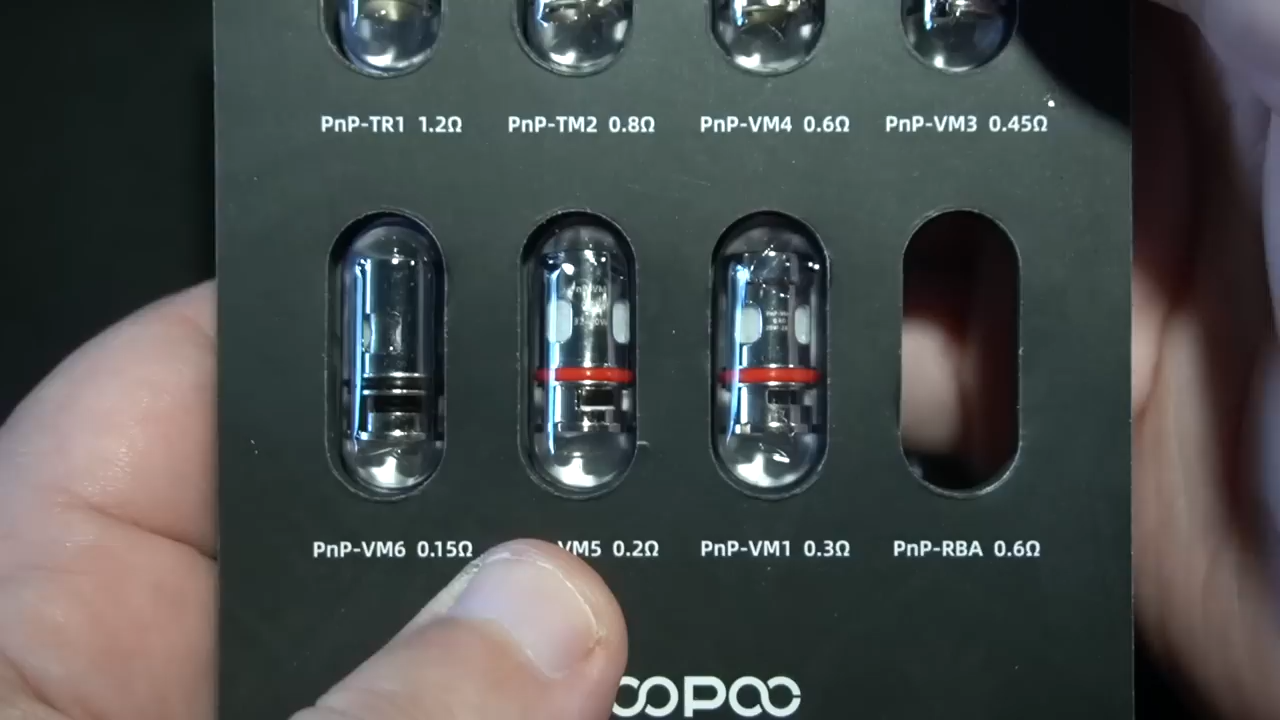 PnP-TR1 1.2Ω PnP-TM2 0.8Ω PnP-VM4 0.6Ω PnP-VM3 0.45Ω
PnP-VM6 0.15Ω VM5 0.2Ω PnP-VM1 0.3Ω PnP-RBA 0.6Ω
OOPOO